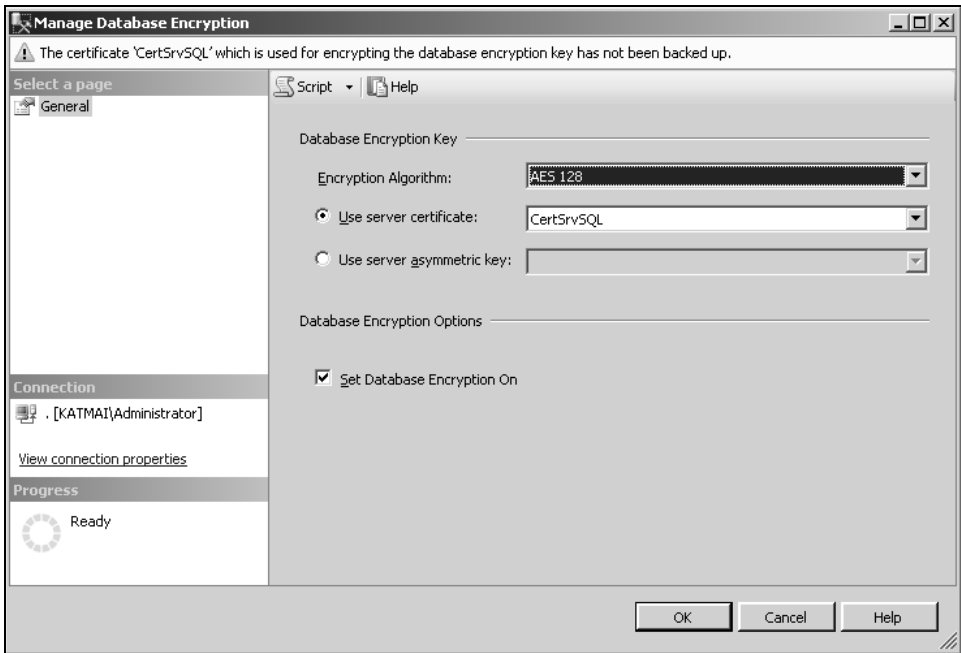 Manage Database Encryption
The certificate 'CertSrvSQL' which is used for encrypting the database encryption key has not been backed up.
Select a page
General
Script Help
Database Encryption Key
Encryption Algorithm: AES 128
Use server certificate: CertSrvSQL
Use server asymmetric key:
Database Encryption Options
Set Database Encryption On
Connection
. [KATMAI\Administrator]
View connection properties
Progress
Ready
OK Cancel Help